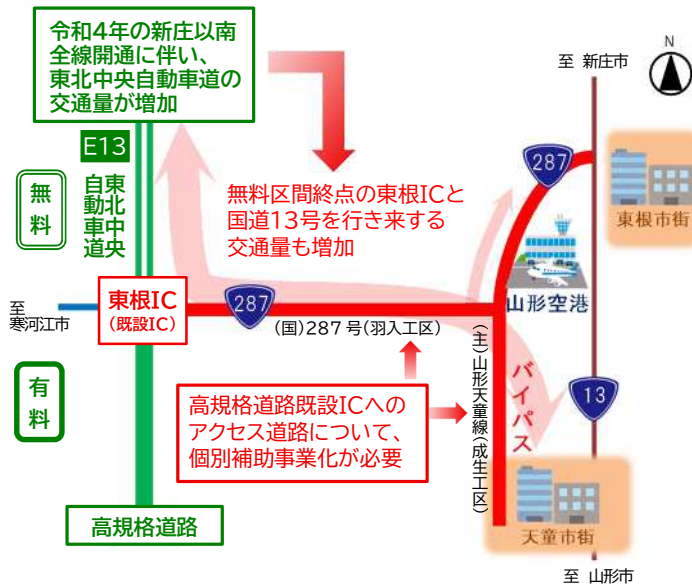 令和4年の新庄以南
全線開通に伴い、
東北中央自動車道の
交通量が増加
N
至 新庄市
E13
東北中央
自動車道
無料
287
東根市街
無料区間終点の東根ICと
国道13号を行き来する
交通量も増加
山形空港
至
寒河江市
東根IC
(既設IC)
287
(国)287号(羽入工区)
(主)山形天童線(成生工区)
バイパス
13
有料
高規格道路既設ICへの
アクセス道路について、
個別補助事業化が必要
高規格道路
天童市街
至 山形市